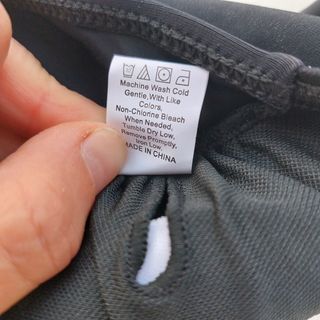 Machine Wash Cold
Gentle,With Like
Colors,
Non-Chlorine Bleach
When Needed,
Tumble Dry Low,
Remove Promptly,
Iron Low,
MADE IN CHINA